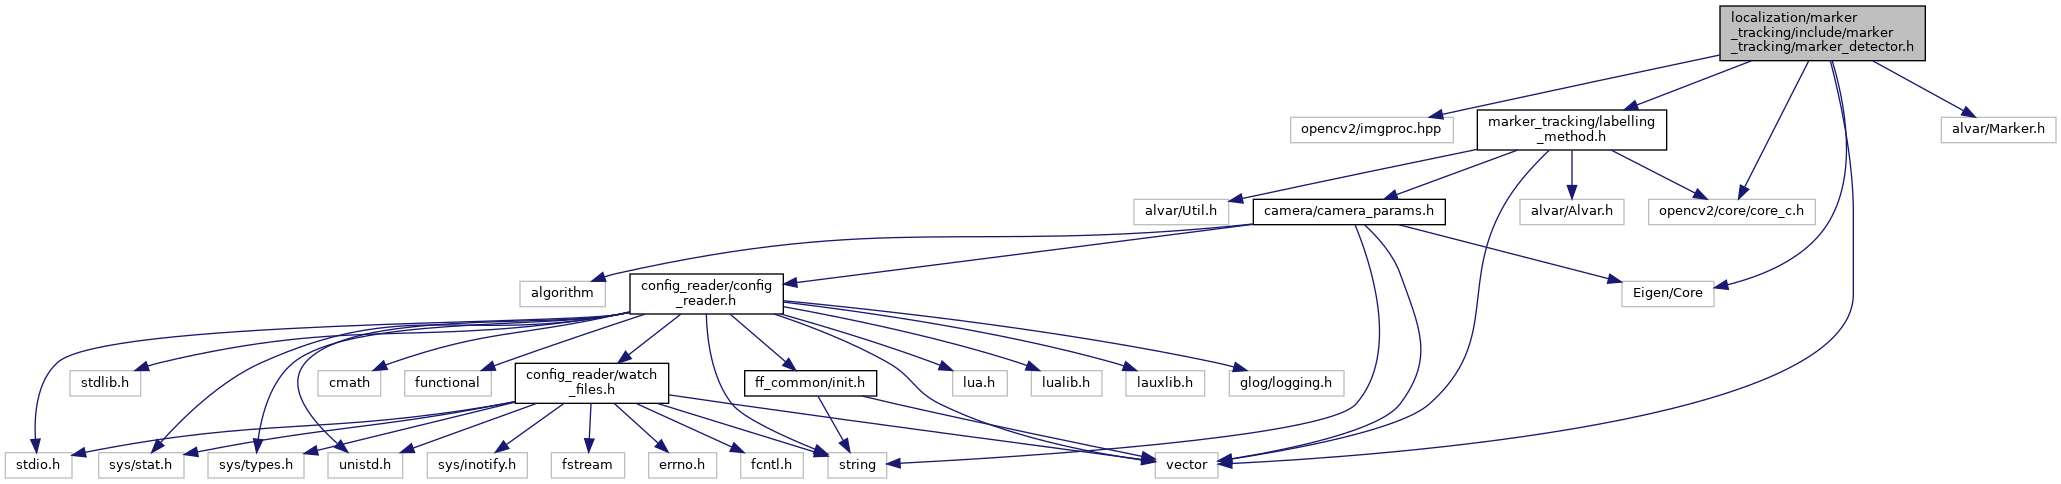 localization/marker
_tracking/include/marker
_tracking/marker_detector.h
opencv2/imgproc.hpp
marker_tracking/labelling
_method.h
alvar/Marker.h
alvar/Util.h
camera/camera_params.h
alvar/Alvar.h
opencv2/core/core_c.h
algorithm
config_reader/config
_reader.h
Eigen/Core
stdlib.h
cmath
functional
config_reader/watch
_files.h
ff_common/init.h
lua.h
lualib.h
lauxlib.h
glog/logging.h
stdio.h
sys/stat.h
sys/types.h
unistd.h
sys/inotify.h
fstream
errno.h
fcntl.h
string
vector